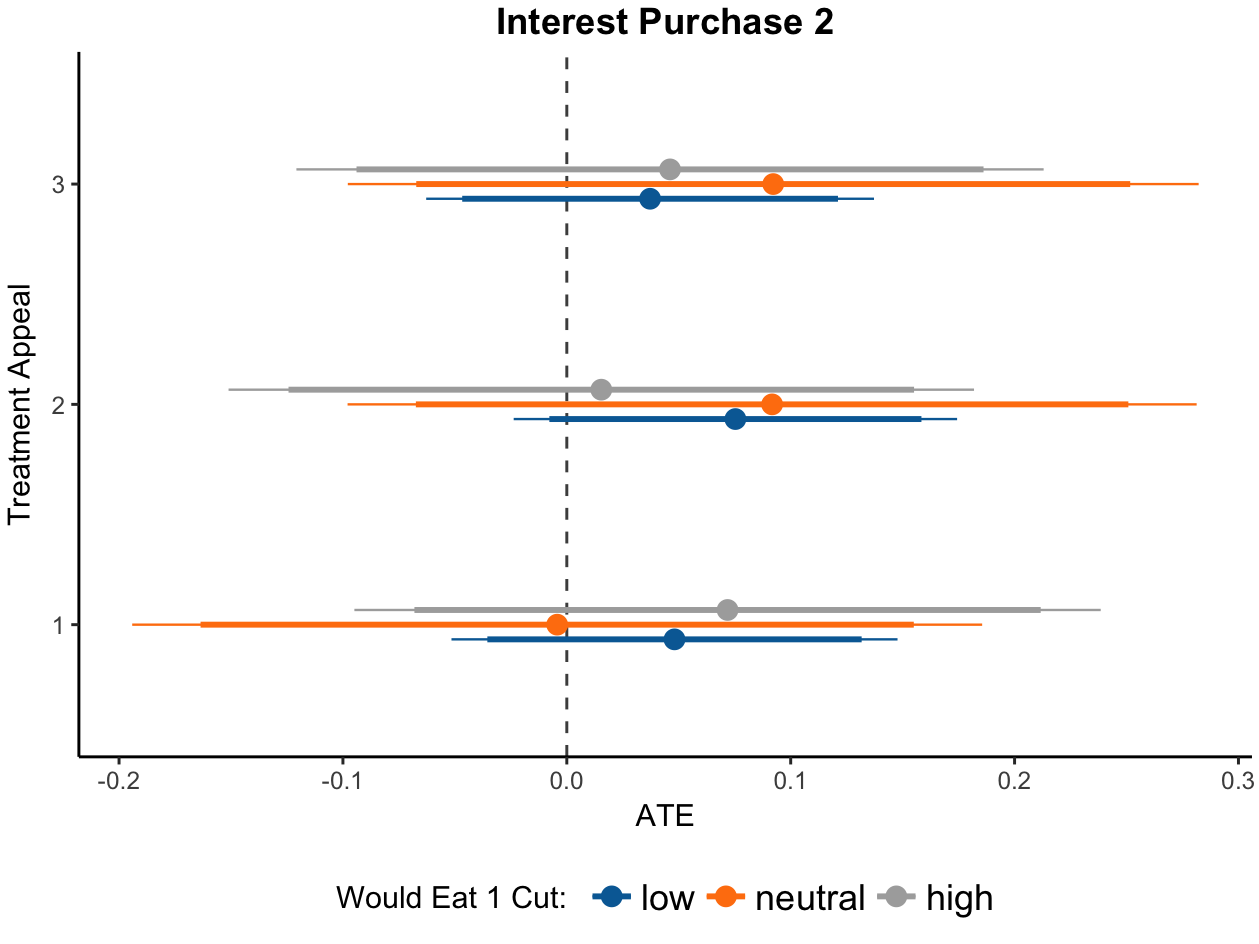 Interest Purchase 2
Treatment Appeal
3
2
1
-0.2 -0.1 0.0 0.1 0.2 0.3
ATE
Would Eat 1 Cut: low neutral high